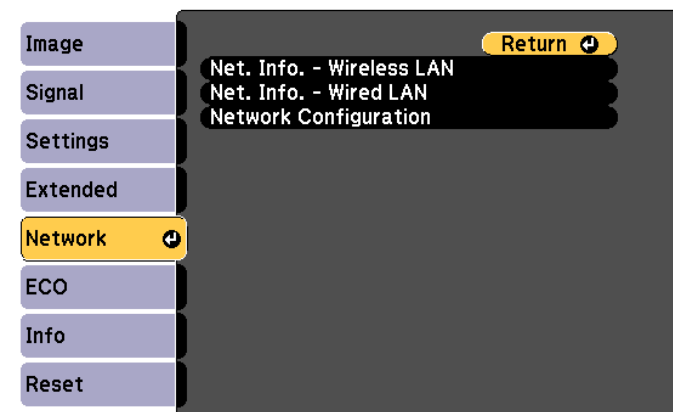 Image
Signal
Settings
Extended
Network
ECO
Info
Reset
Return
Net. Info. - Wireless LAN
Net. Info. - Wired LAN
Network Configuration